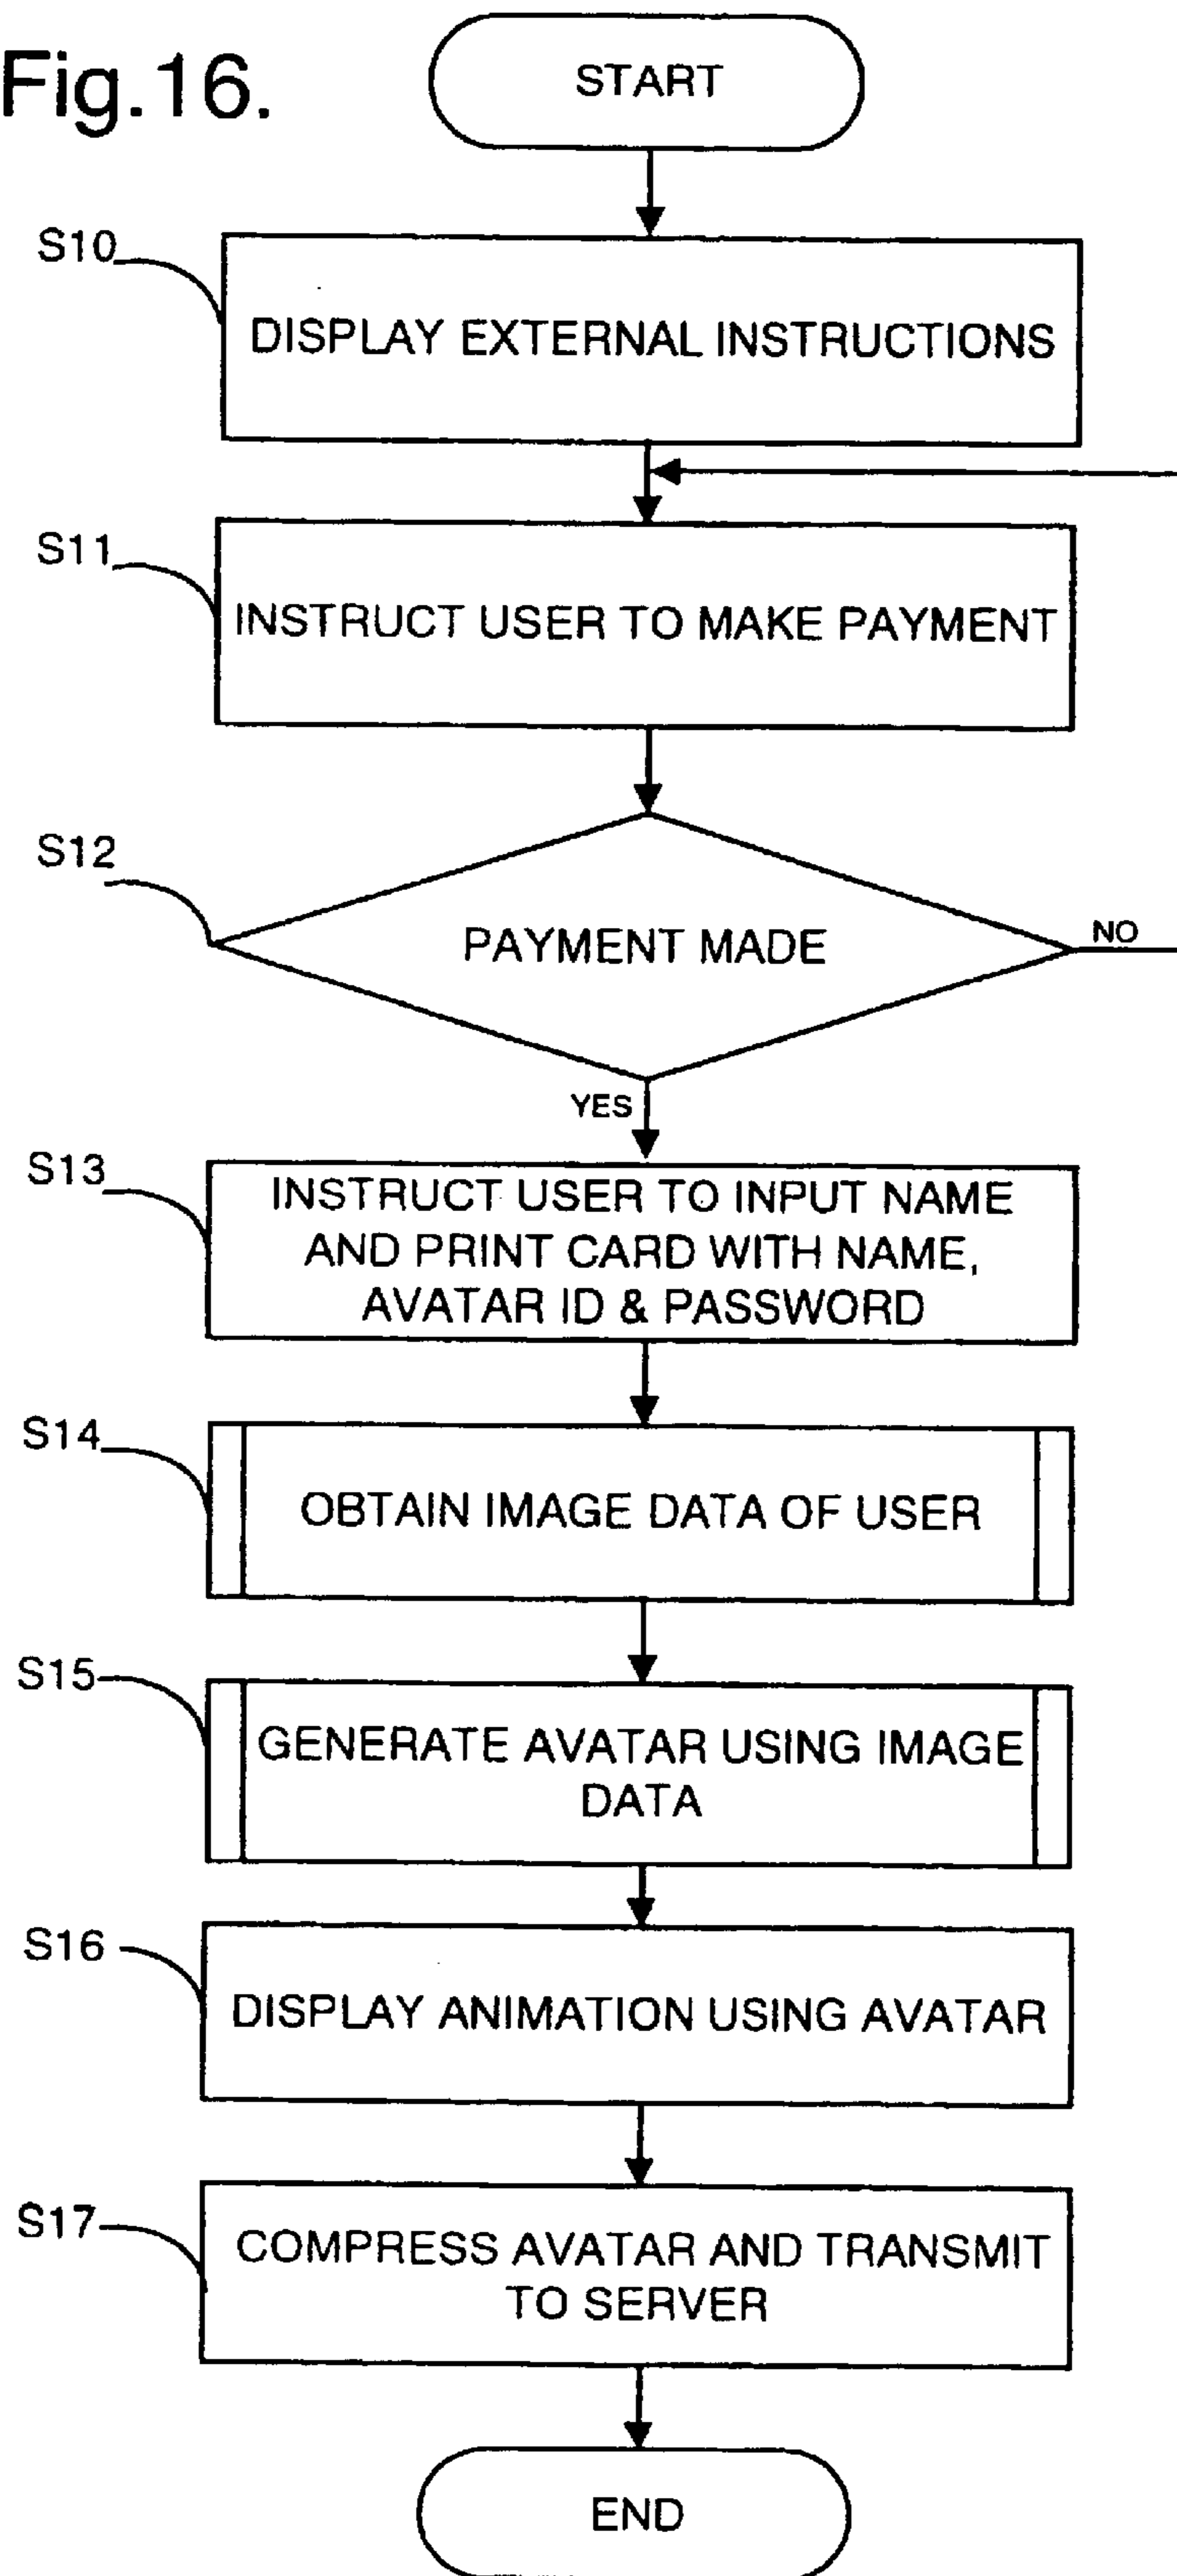 Fig.16.
START
S10
DISPLAY EXTERNAL INSTRUCTIONS
S11
INSTRUCT USER TO MAKE PAYMENT
S12
PAYMENT MADE
NO
YES
S13
INSTRUCT USER TO INPUT NAME
AND PRINT CARD WITH NAME,
AVATAR ID & PASSWORD
S14
OBTAIN IMAGE DATA OF USER
S15
GENERATE AVATAR USING IMAGE
DATA
S16
DISPLAY ANIMATION USING AVATAR
S17
COMPRESS AVATAR AND TRANSMIT
TO SERVER
END